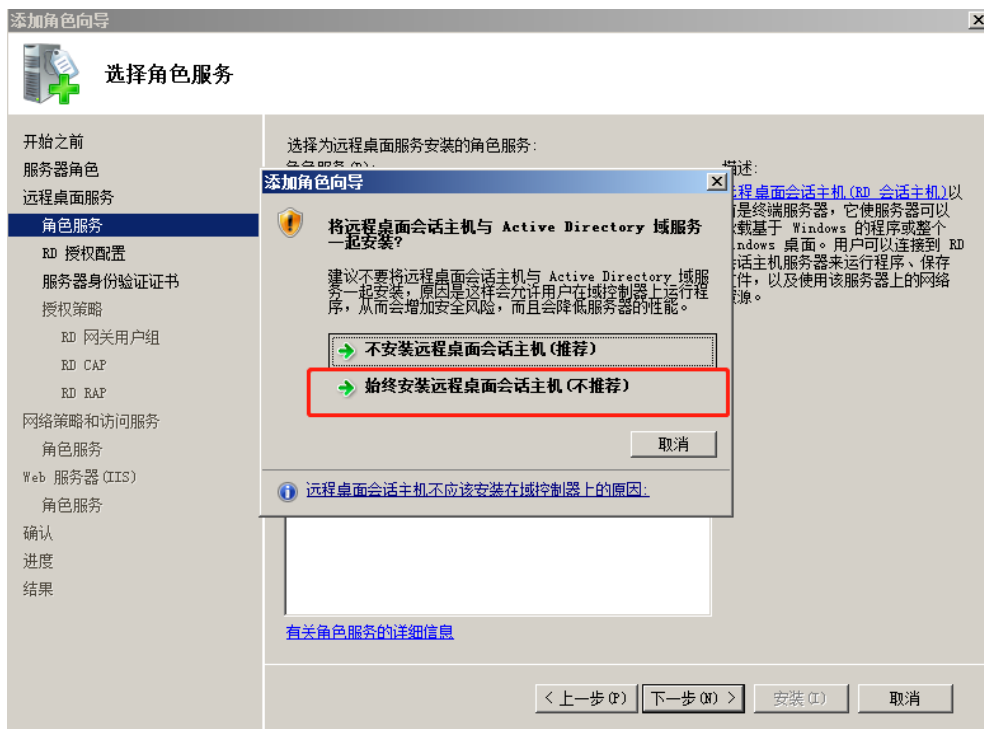 添加角色向导
选择角色服务
开始之前
服务器角色
远程桌面服务
角色服务
RD 授权配置
服务器身份验证证书
授权策略
RD 网关用户组
RD CAP
RD RAP
网络策略和访问服务
角色服务
Web 服务器(IIS)
角色服务
确认
进度
结果
选择为远程桌面服务安装的角色服务:
描述:
程桌面会话主机(RD 会话主机)以
是终端服务器，它使服务器可以
载基于 Windows 的程序或整个
ndows 桌面。用户可以连接到 RD
话主机服务器来运行程序、保存
件，以及使用该服务器上的网络
源。
添加角色向导
将远程桌面会话主机与 Active Directory 域服务
一起安装?
建议不要将远程桌面会话主机与 Active Directory 域服
务一起安装，原因是这样会允许用户在域控制器上运行程
序，从而会增加安全风险，而且会降低服务器的性能。
不安装远程桌面会话主机(推荐)
始终安装远程桌面会话主机(不推荐)
取消
远程桌面会话主机不应该安装在域控制器上的原因:
有关角色服务的详细信息
< 上一步(P)
下一步(N) >
安装(I)
取消